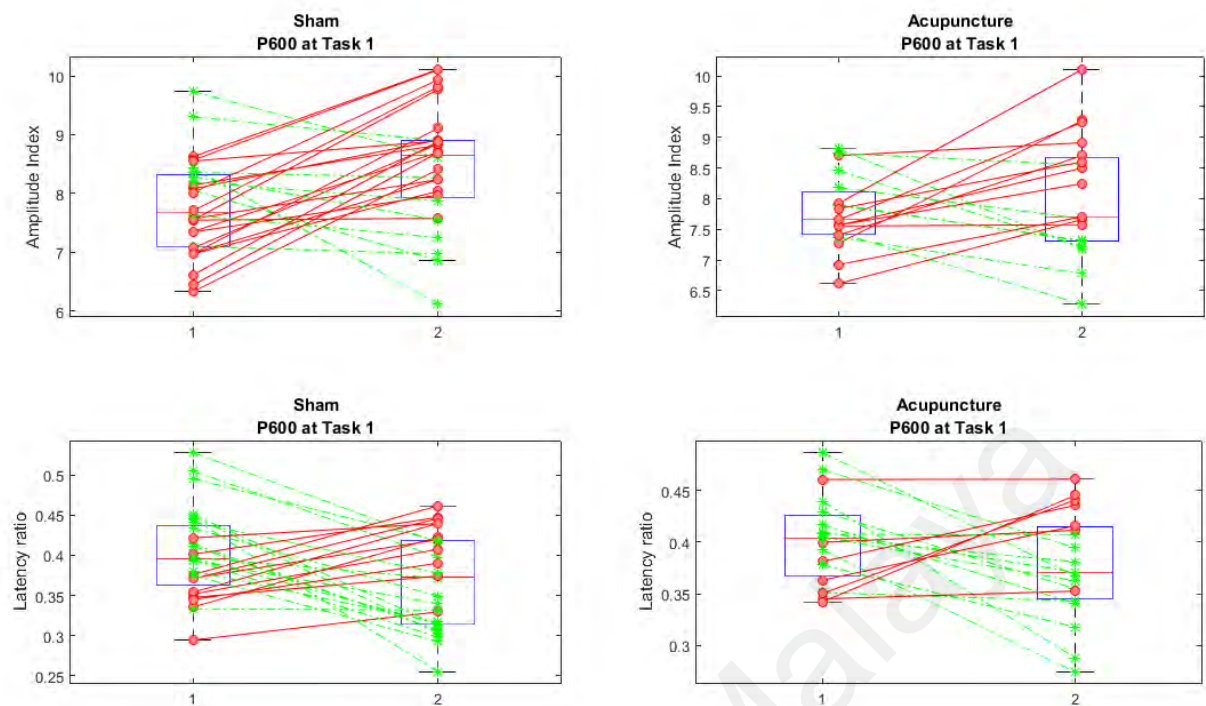 Sham
P600 at Task 1
Amplitude Index
10
9
8
7
6
1
2
Acupuncture
P600 at Task 1
Amplitude Index
10
9.5
9
8.5
8
7.5
7
6.5
1
2
Sham
P600 at Task 1
Latency ratio
0.5
0.45
0.4
0.35
0.3
0.25
1
2
Acupuncture
P600 at Task 1
Latency ratio
0.45
0.4
0.35
0.3
1
2
Malaya